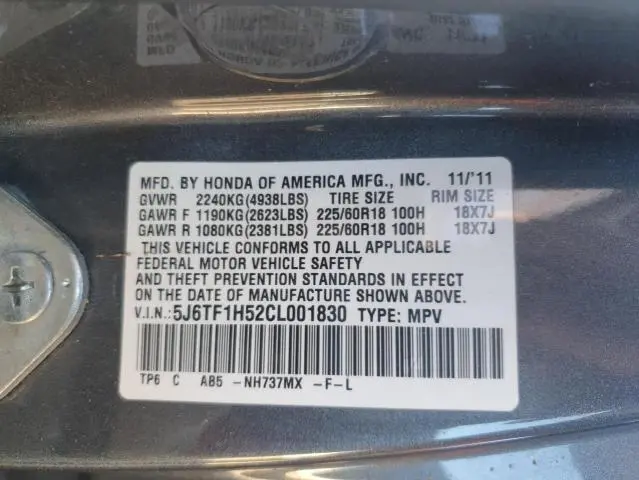 MFD. BY HONDA OF AMERICA MFG., INC. 11/'11
GVWR 2240KG(4938LBS) TIRE SIZE RIM SIZE
GAWR F 1190KG(2623LBS) 225/60R18 100H 18X7J
GAWR R 1080KG(2381LBS) 225/60R18 100H 18X7J
THIS VEHICLE CONFORMS TO ALL APPLICABLE
FEDERAL MOTOR VEHICLE SAFETY
AND THEFT PREVENTION STANDARDS IN EFFECT
ON THE DATE OF MANUFACTURE SHOWN ABOVE.
V.I.N.:5J6TF1H52CL001830 TYPE: MPV
TP6 C AB5 -NH737MX -F-L